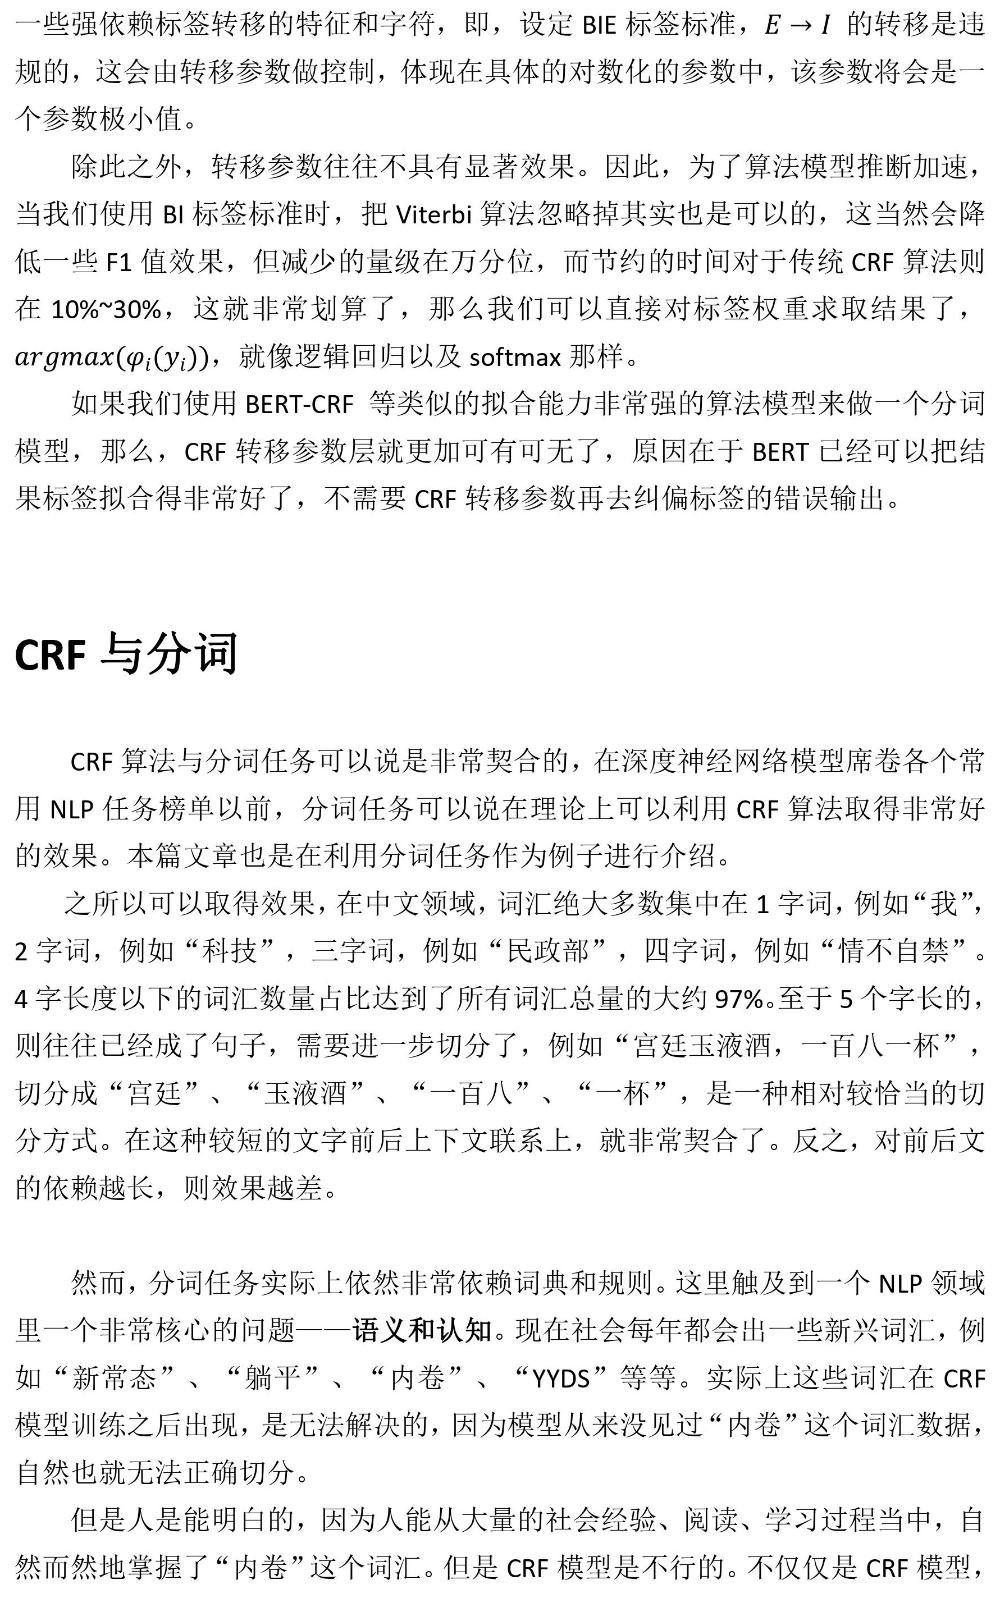 一些强依赖标签转移的特征和字符，即，设定 BIE 标签标准，E → I 的转移是违
规的，这会由转移参数做控制，体现在具体的对数化的参数中，该参数将会是一
个参数极小值。
除此之外，转移参数往往不具有显著效果。因此，为了算法模型推断加速，
当我们使用 BI 标签标准时，把 Viterbi 算法忽略掉其实也是可以的，这当然会降
低一些 F1 值效果，但减少的量级在万分位，而节约的时间对于传统 CRF 算法则
在 10%~30%，这就非常划算了，那么我们可以直接对标签权重求取结果了，
argmax(φᵢ(yᵢ))，就像逻辑回归以及 softmax 那样。
如果我们使用 BERT-CRF 等类似的拟合能力非常强的算法模型来做一个分词
模型，那么，CRF 转移参数层就更加可有可无了，原因在于 BERT 已经可以把结
果标签拟合得非常好了，不需要 CRF 转移参数再去纠偏标签的错误输出。
CRF 与分词
CRF 算法与分词任务可以说是非常契合的，在深度神经网络模型席卷各个常
用 NLP 任务榜单以前，分词任务可以说在理论上可以利用 CRF 算法取得非常好
的效果。本篇文章也是在利用分词任务作为例子进行介绍。
之所以可以取得效果，在中文领域，词汇绝大多数集中在 1 字词，例如“我”，
2 字词，例如“科技”，三字词，例如“民政部”，四字词，例如“情不自禁”。
4 字长度以下的词汇数量占比达到了所有词汇总量的大约 97%。至于 5 个字长的，
则往往已经成了句子，需要进一步切分了，例如“宫廷玉液酒，一百八一杯”，
切分成“宫廷”、“玉液酒”、“一百八”、“一杯”，是一种相对较恰当的切
分方式。在这种较短的文字前后上下文联系上，就非常契合了。反之，对前后文
的依赖越长，则效果越差。
然而，分词任务实际上依然非常依赖词典和规则。这里触及到一个 NLP 领域
里一个非常核心的问题——语义和认知。现在社会每年都会出一些新兴词汇，例
如“新常态”、“躺平”、“内卷”、“YYDS”等等。实际上这些词汇在 CRF
模型训练之后出现，是无法解决的，因为模型从来没见过“内卷”这个词汇数据，
自然也就无法正确切分。
但是人是能明白的，因为人能从大量的社会经验、阅读、学习过程当中，自
然而然地掌握了“内卷”这个词汇。但是 CRF 模型是不行的。不仅仅是 CRF 模型，